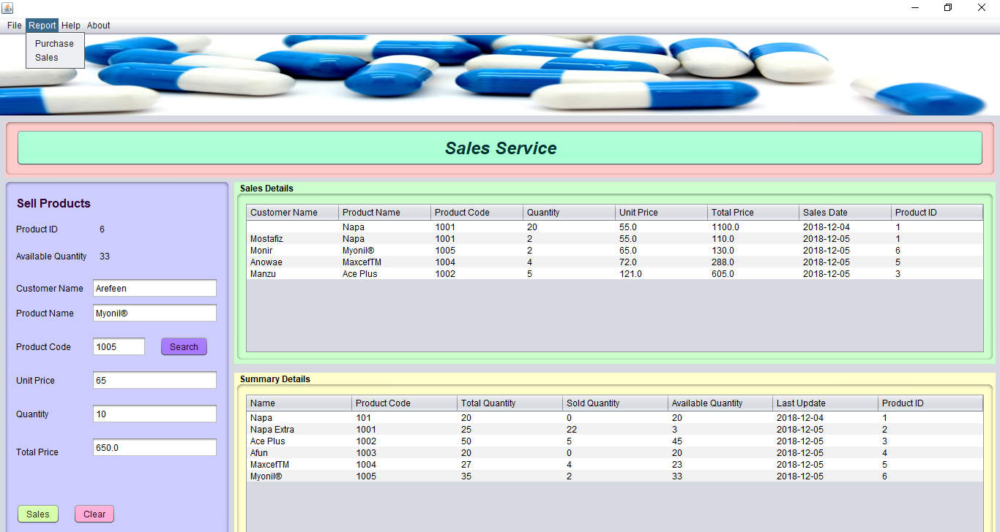 File Report Help About
Purchase
Sales
Sales Service
Sell Products
Product ID 6
Available Quantity 33
Customer Name Arefeen
Product Name Myonil®
Product Code 1005 Search
Unit Price 65
Quantity 10
Total Price 650.0
Sales Clear
Sales Details
Customer Name Product Name Product Code Quantity Unit Price Total Price Sales Date Product ID
Napa 1001 20 55.0 1100.0 2018-12-04 1
Mostafiz Napa 1001 2 55.0 110.0 2018-12-05 1
Monir Myonil® 1005 2 65.0 130.0 2018-12-05 6
Anowae MaxcefTM 1004 4 72.0 288.0 2018-12-05 5
Manzu Ace Plus 1002 5 121.0 605.0 2018-12-05 3
Summary Details
Name Product Code Total Quantity Sold Quantity Available Quantity Last Update Product ID
Napa 101 20 0 20 2018-12-04 1
Napa Extra 1001 25 22 3 2018-12-05 2
Ace Plus 1002 50 5 45 2018-12-05 3
Afun 1003 20 0 20 2018-12-05 4
MaxcefTM 1004 27 4 23 2018-12-05 5
Myonil® 1005 35 2 33 2018-12-05 6